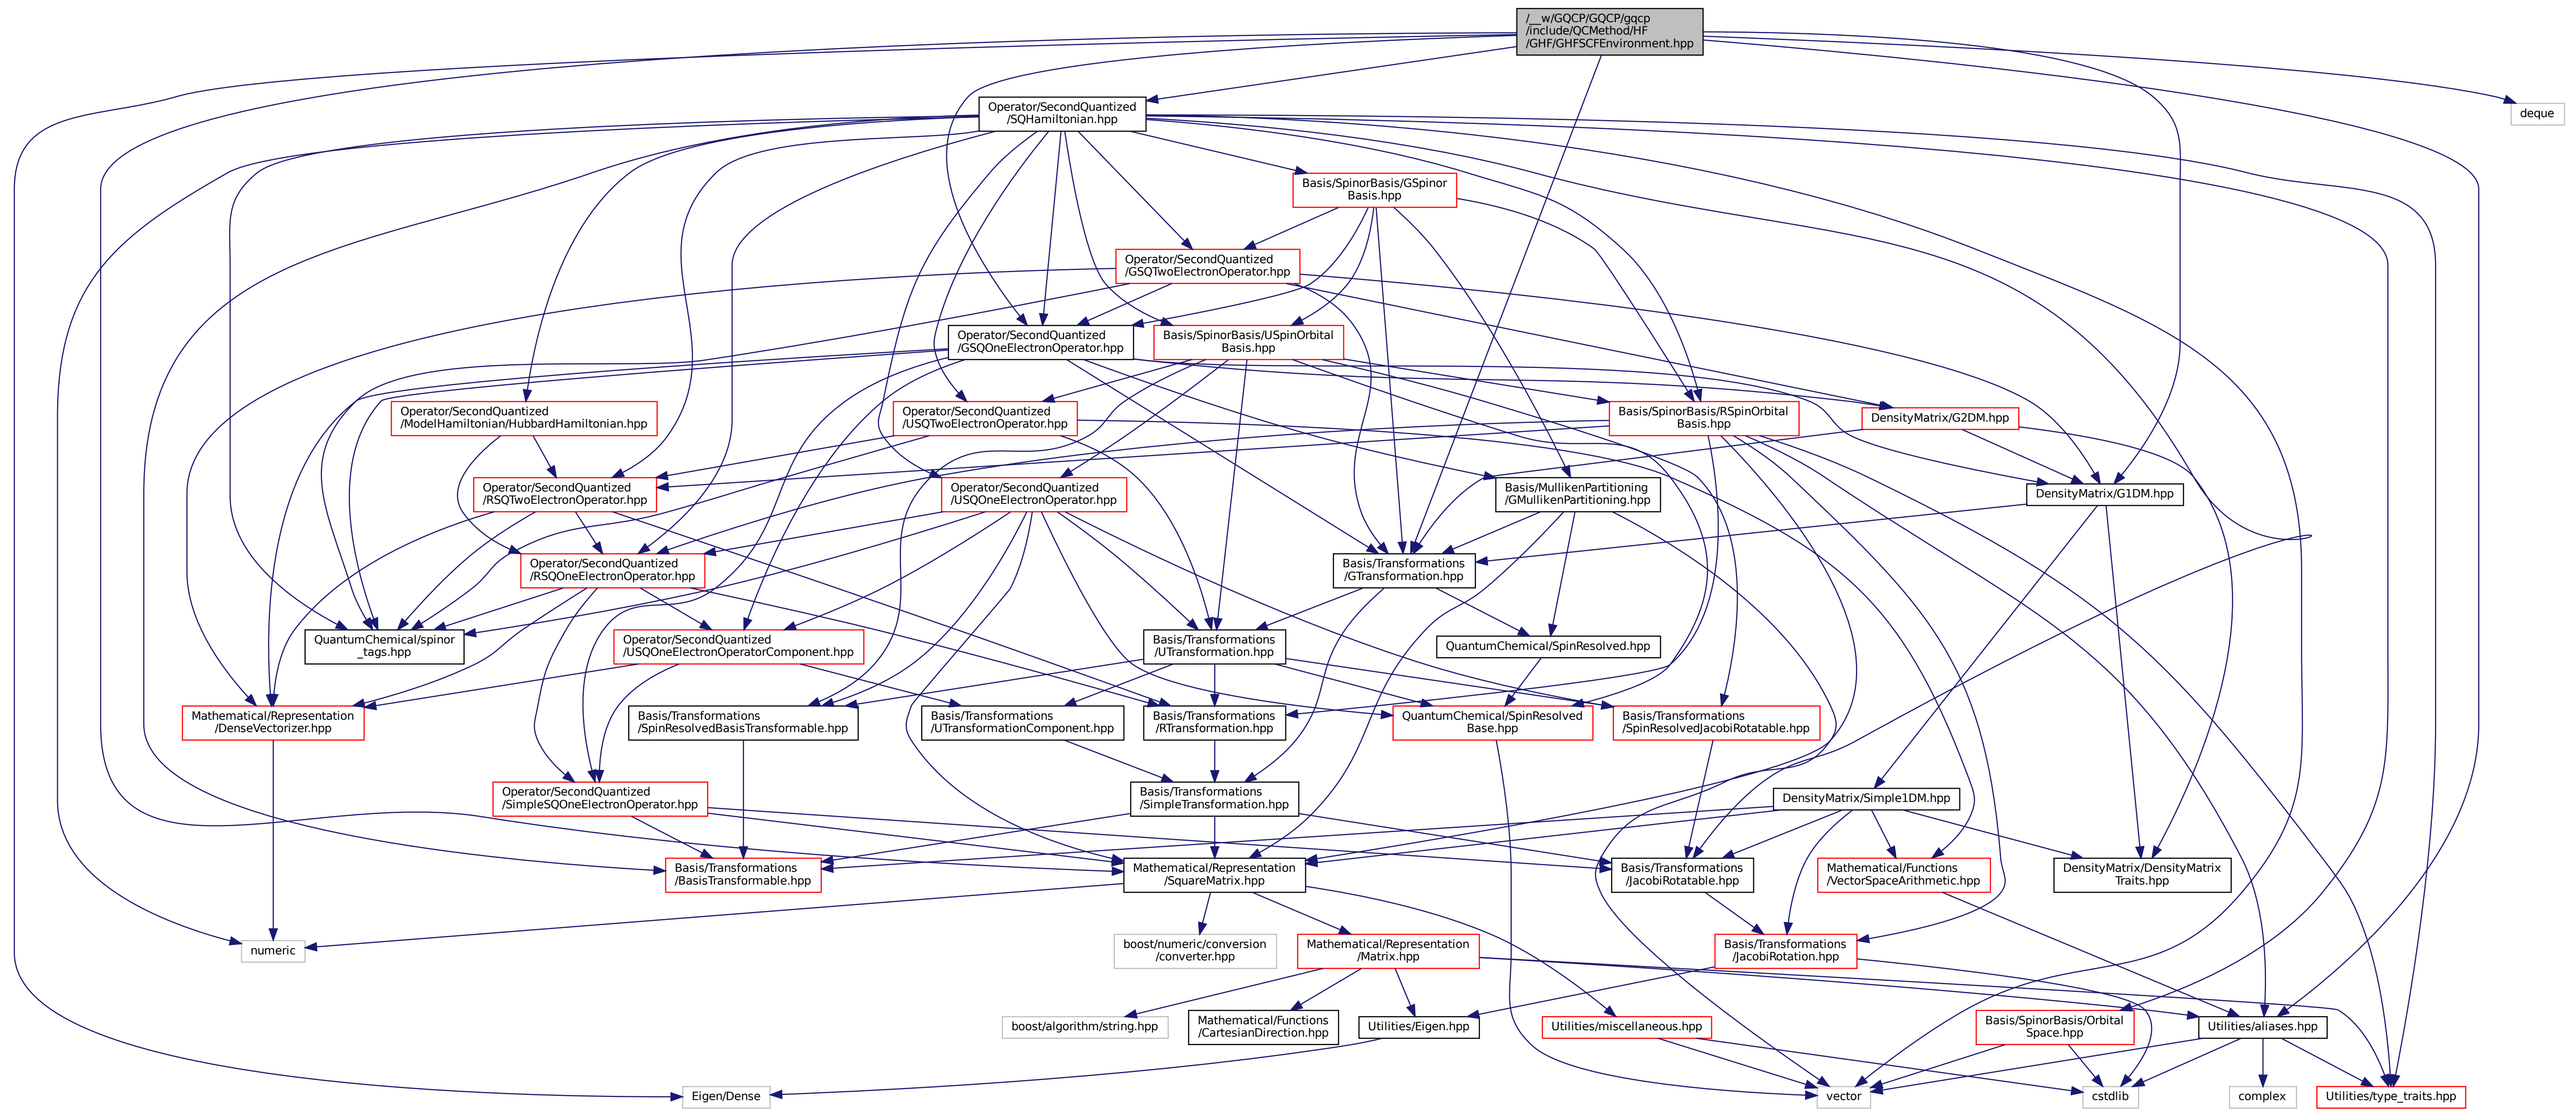 /__w/GQCP/GQCP/gqcp
/include/QCMethod/HF
/GHF/GHFSCFEnvironment.hpp
Operator/SecondQuantized
/SQHamiltonian.hpp
deque
Basis/SpinorBasis/GSpinor
Basis.hpp
Operator/SecondQuantized
/GSQTwoElectronOperator.hpp
Operator/SecondQuantized
/GSQOneElectronOperator.hpp
Basis/SpinorBasis/USpinOrbital
Basis.hpp
Operator/SecondQuantized
/ModelHamiltonian/HubbardHamiltonian.hpp
Operator/SecondQuantized
/USQTwoElectronOperator.hpp
Basis/SpinorBasis/RSpinOrbital
Basis.hpp
DensityMatrix/G2DM.hpp
Operator/SecondQuantized
/RSQTwoElectronOperator.hpp
Operator/SecondQuantized
/USQOneElectronOperator.hpp
Basis/MullikenPartitioning
/GMullikenPartitioning.hpp
DensityMatrix/G1DM.hpp
Operator/SecondQuantized
/RSQOneElectronOperator.hpp
Basis/Transformations
/GTransformation.hpp
QuantumChemical/spinor
_tags.hpp
Operator/SecondQuantized
/USQOneElectronOperatorComponent.hpp
Basis/Transformations
/UTransformation.hpp
QuantumChemical/SpinResolved.hpp
Mathematical/Representation
/DenseVectorizer.hpp
Basis/Transformations
/SpinResolvedBasisTransformable.hpp
Basis/Transformations
/UTransformationComponent.hpp
Basis/Transformations
/RTransformation.hpp
QuantumChemical/SpinResolved
Base.hpp
Basis/Transformations
/SpinResolvedJacobiRotatable.hpp
Operator/SecondQuantized
/SimpleSQOneElectronOperator.hpp
Basis/Transformations
/SimpleTransformation.hpp
DensityMatrix/Simple1DM.hpp
Basis/Transformations
/BasisTransformable.hpp
Mathematical/Representation
/SquareMatrix.hpp
Basis/Transformations
/JacobiRotatable.hpp
Mathematical/Functions
/VectorSpaceArithmetic.hpp
DensityMatrix/DensityMatrix
Traits.hpp
numeric
boost/numeric/conversion
/converter.hpp
Mathematical/Representation
/Matrix.hpp
Basis/Transformations
/JacobiRotation.hpp
boost/algorithm/string.hpp
Mathematical/Functions
/CartesianDirection.hpp
Utilities/Eigen.hpp
Utilities/miscellaneous.hpp
Basis/SpinorBasis/Orbital
Space.hpp
Utilities/aliases.hpp
Eigen/Dense
vector
cstdlib
complex
Utilities/type_traits.hpp